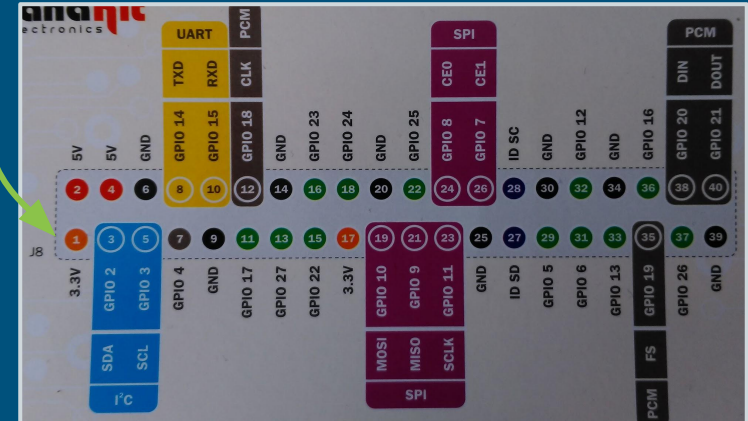 ectronics
UART
PCM
SPI
PCM
TXD
RXD
CLK
CE0
CE1
DIN
DOUT
5V
5V
GND
GPIO 14
GPIO 15
GPIO 18
GND
GPIO 23
GPIO 24
GND
GPIO 25
GPIO 8
GPIO 7
ID SC
GND
GPIO 12
GND
GPIO 16
GPIO 20
GPIO 21
2
4
6
8
10
12
14
16
18
20
22
24
26
28
30
32
34
36
38
40
J8
1
3
5
7
9
11
13
15
17
19
21
23
25
27
29
31
33
35
37
39
3.3V
GPIO 2
GPIO 3
GPIO 4
GND
GPIO 17
GPIO 27
GPIO 22
3.3V
GPIO 10
GPIO 9
GPIO 11
GND
ID SD
GPIO 5
GPIO 6
GPIO 13
GPIO 19
GPIO 26
GND
SDA
SCL
MOSI
MISO
SCLK
FS
I²C
SPI
PCM